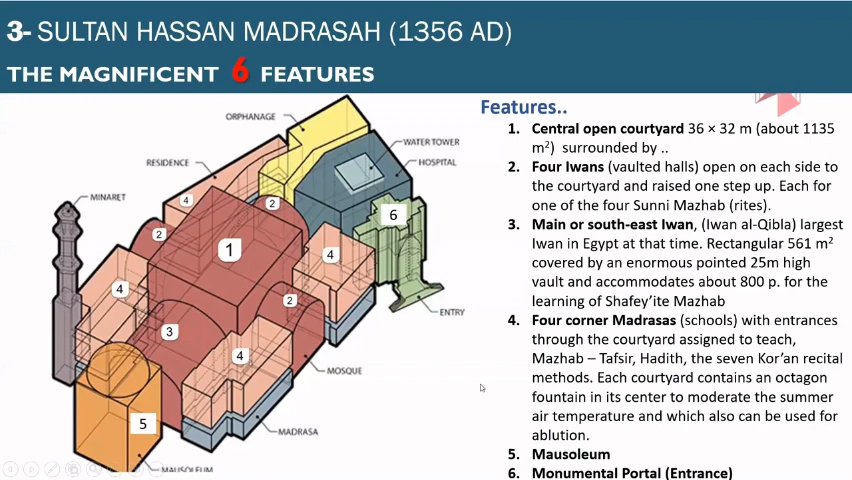 3- SULTAN HASSAN MADRASAH (1356 AD)
THE MAGNIFICENT 6 FEATURES
ORPHANAGE
WATER TOWER
HOSPITAL
RESIDENCE
MINARET
4
2
2
6
1
4
4
2
3
4
ENTRY
MOSQUE
5
MADRASA
MAUSOLEUM
Features..
1. Central open courtyard 36 × 32 m (about 1135
m²) surrounded by ..
2. Four Iwans (vaulted halls) open on each side to
the courtyard and raised one step up. Each for
one of the four Sunni Mazhab (rites).
3. Main or south-east Iwan, (Iwan al-Qibla) largest
Iwan in Egypt at that time. Rectangular 561 m²
covered by an enormous pointed 25m high
vault and accommodates about 800 p. for the
learning of Shafey'ite Mazhab
4. Four corner Madrasas (schools) with entrances
through the courtyard assigned to teach,
Mazhab – Tafsir, Hadith, the seven Kor'an recital
methods. Each courtyard contains an octagon
fountain in its center to moderate the summer
air temperature and which also can be used for
ablution.
5. Mausoleum
6. Monumental Portal (Entrance)